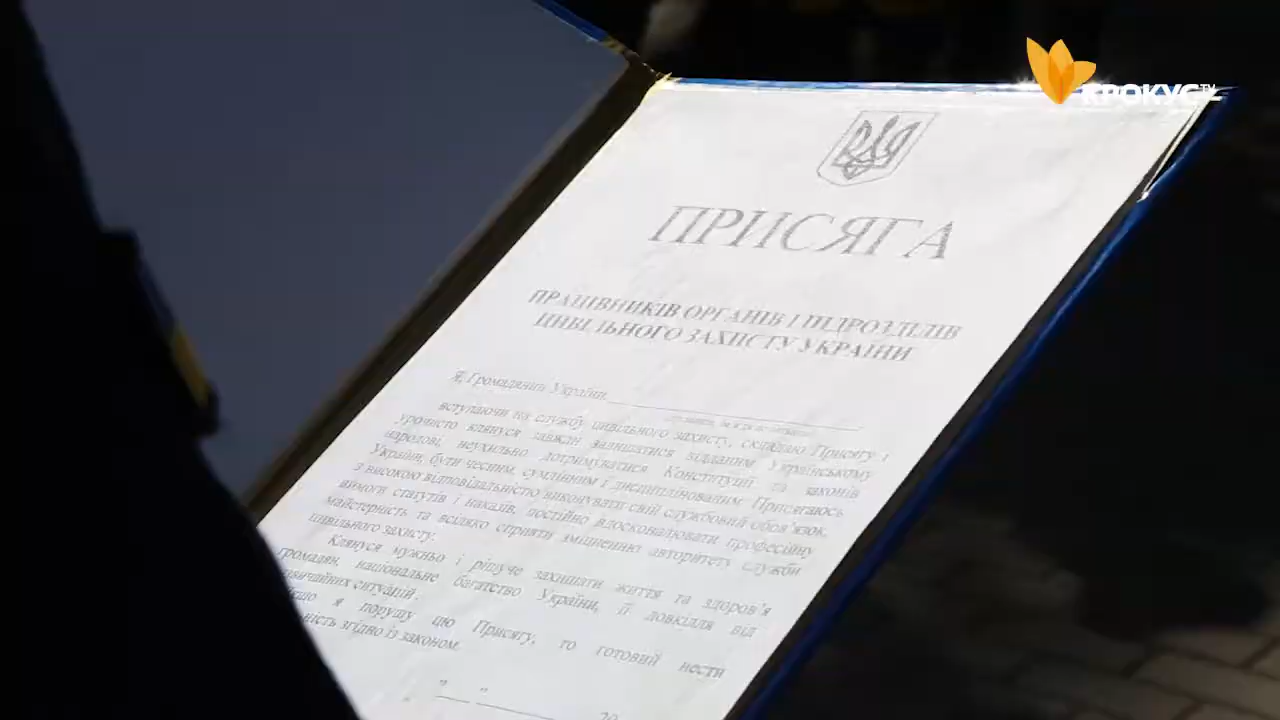 КРОКУС TV
ПРИСЯГА
ПРАЦІВНИКІВ ОРГАНІВ І ПІДРОЗДІЛІВ
ЦИВІЛЬНОГО ЗАХИСТУ УКРАЇНИ
Я, Громадянин України,
вступаючи на службу цивільного захисту, складаю Присягу і
урочисто клянуся завжди залишатися відданим Українському
народові, неухильно дотримуватися Конституції та законів
України, бути чесним, сумлінним і дисциплінованим. Присягаюсь
з високою відповідальністю виконувати свій службовий обов'язок,
вимоги статутів і наказів, постійно вдосконалювати професійну
майстерність та всіляко сприяти зміцненню авторитету служби
цивільного захисту.
Клянуся мужньо і рішуче захищати життя та здоров'я
громадян, національне багатство України, її довкілля від
ситуацій.
я порушу цю Присягу, то готовий нести
згідно із законом.
" " 20